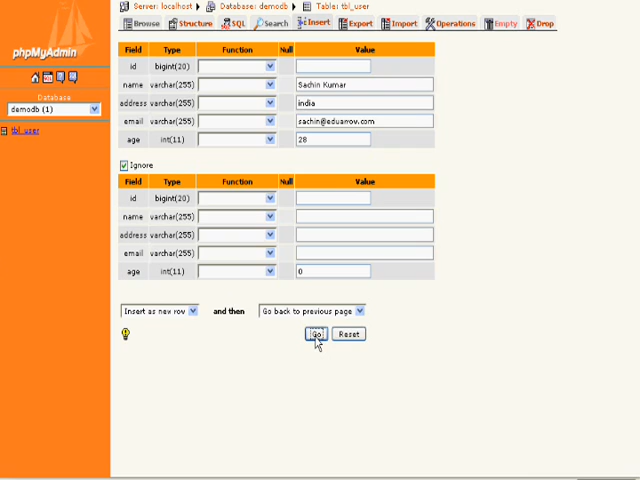 Server: localhost Database: demodb Table: tbl_user
Browse Structure SQL Search Insert Export Import Operations Empty Drop
phpMyAdmin
Database
demodb (1)
tbl_user
Field Type Function Null Value
id bigint(20)
name varchar(255) Sachin Kumar
address varchar(255) india
email varchar(255) sachin@eduarrov.com
age int(11) 28
Ignore
Field Type Function Null Value
id bigint(20)
name varchar(255)
address varchar(255)
email varchar(255)
age int(11) 0
Insert as new row and then Go back to previous page
Go Reset